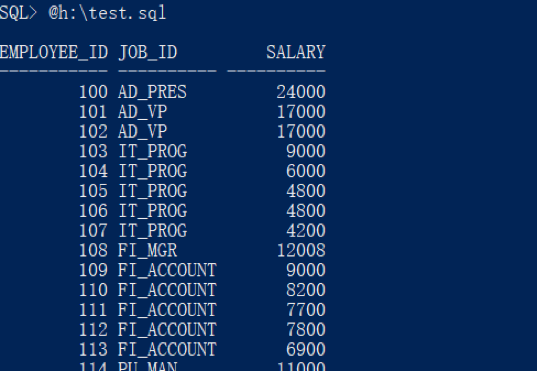 SQL> @h:\test.sql
EMPLOYEE_ID JOB_ID SALARY
----------- ---------- ----------
100 AD_PRES 24000
101 AD_VP 17000
102 AD_VP 17000
103 IT_PROG 9000
104 IT_PROG 6000
105 IT_PROG 4800
106 IT_PROG 4800
107 IT_PROG 4200
108 FI_MGR 12008
109 FI_ACCOUNT 9000
110 FI_ACCOUNT 8200
111 FI_ACCOUNT 7700
112 FI_ACCOUNT 7800
113 FI_ACCOUNT 6900
114 PU_MAN 11000